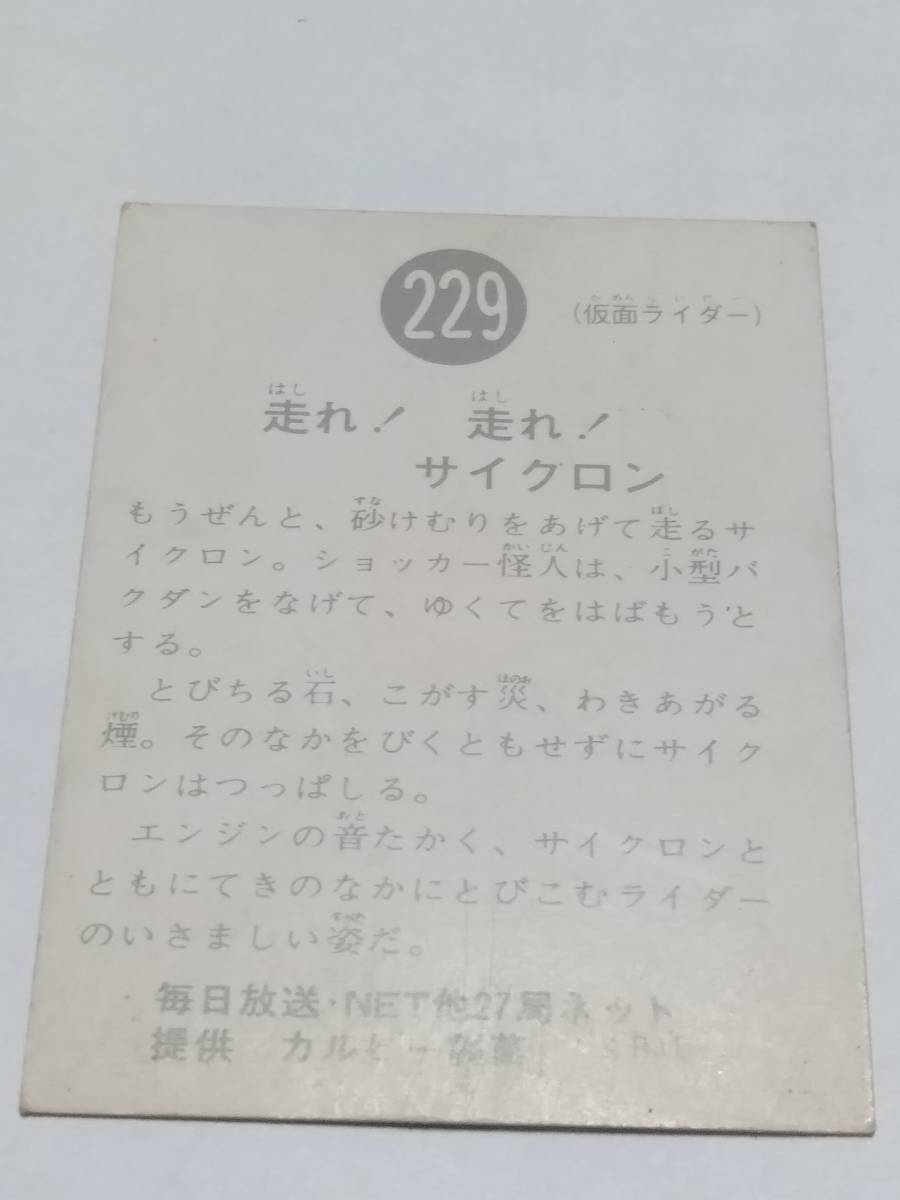 229
(仮面ライダー)
走れ! 走れ!
サイクロン
もうぜんと、砂けむりをあげて走るサ
イクロン。ショッカー怪人は、小型バ
クダンをなげて、ゆくてをはばもうと
する。
とびちる石、こがす災、わきあがる
煙。そのなかをびくともせずにサイク
ロンはつっぱしる。
エンジンの音たかく、サイクロンと
ともにてきのなかにとびこむライダー
のいさましい姿だ。
毎日放送・NET他27局ネット
提供 カルビー製菓